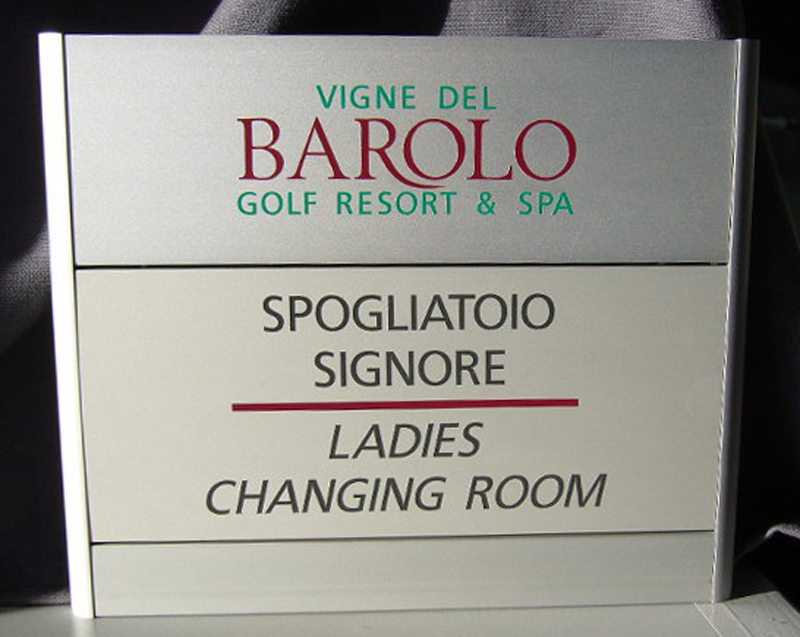 VIGNE DEL
BAROLO
GOLF RESORT & SPA
SPOGLIATOIO
SIGNORE
LADIES
CHANGING ROOM